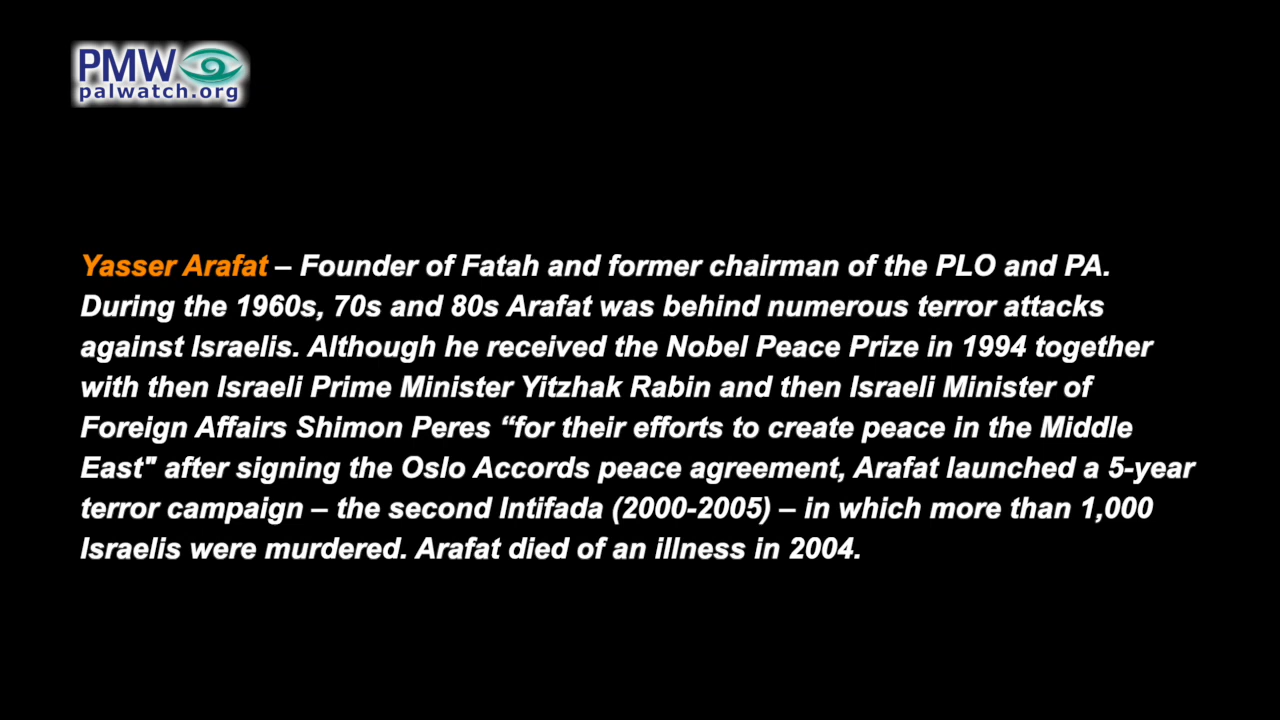 PMW
palwatch.org
Yasser Arafat – Founder of Fatah and former chairman of the PLO and PA.
During the 1960s, 70s and 80s Arafat was behind numerous terror attacks
against Israelis. Although he received the Nobel Peace Prize in 1994 together
with then Israeli Prime Minister Yitzhak Rabin and then Israeli Minister of
Foreign Affairs Shimon Peres “for their efforts to create peace in the Middle
East" after signing the Oslo Accords peace agreement, Arafat launched a 5-year
terror campaign – the second Intifada (2000-2005) – in which more than 1,000
Israelis were murdered. Arafat died of an illness in 2004.